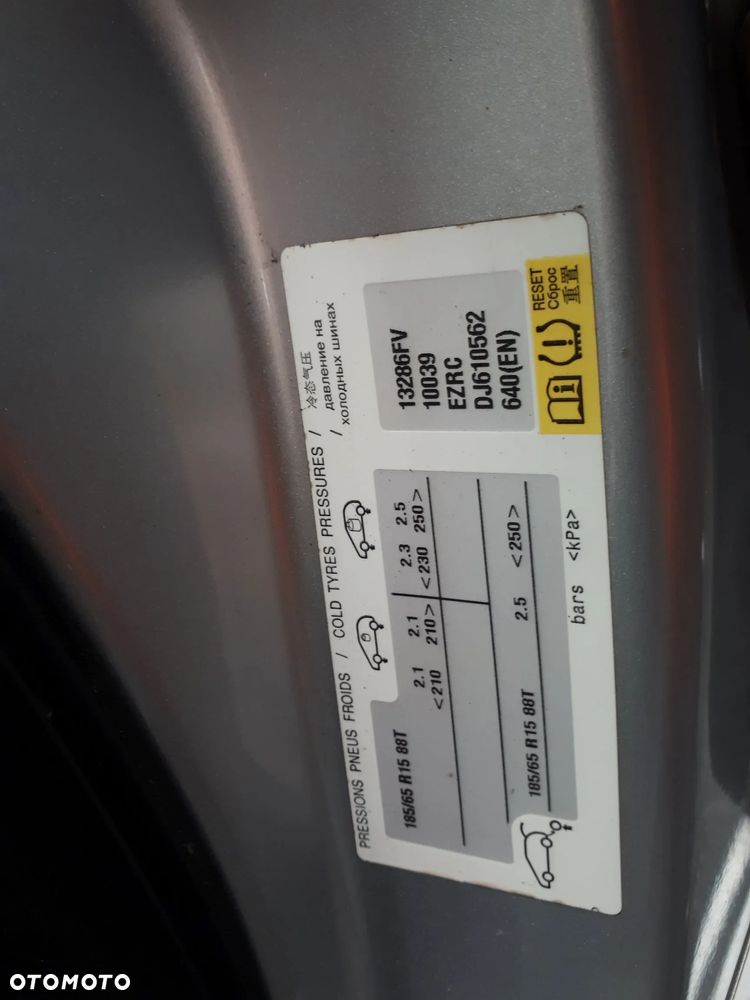 PRESSIONS PNEUS FROIDS / COLD TYRES PRESSURES / 冷态气压
/ давление на
холодных шинах
185/65 R15 88T 2.1 2.1 2.3 2.5
<210 210> <230 250>
185/65 R15 88T 2.5 <250>
bars <kPa>
13286FV
10039
EZRC
DJ610562
640(EN)
RESET
Сброс
重置
OTOMOTO